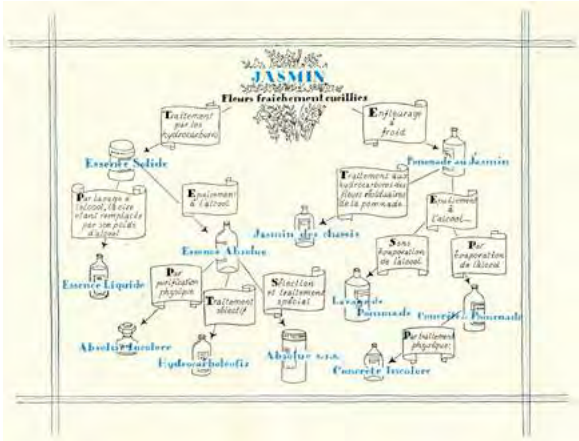 JASMIN
Fleurs fraîchement cueillies
Traitement
par les
hydrocarbures
Enfleurage
à
froid
Essence Solide
Pommade au Jasmin
Par lavage à
l'alcool, la cire
étant remplacée
par son poids
d'alcool
Epuisement
à l'alcool
Traitement aux
hydrocarbures des
fleurs résiduaires
de la pommade
Epuisement
à l'alcool
Jasmin des chassis
Essence Absolue
Sans
évaporation
de l'alcool
Par
Évaporation
de l'alcool
Essence Liquide
Par
purification
physique
Traitement
sélectif
et traitement
spécial
Lavage de
Pommade
Concrète de Pommade
Absolue Incolore
Hydrocarboléofix
Absolue
Par traitement
physique
Concrète Incolore